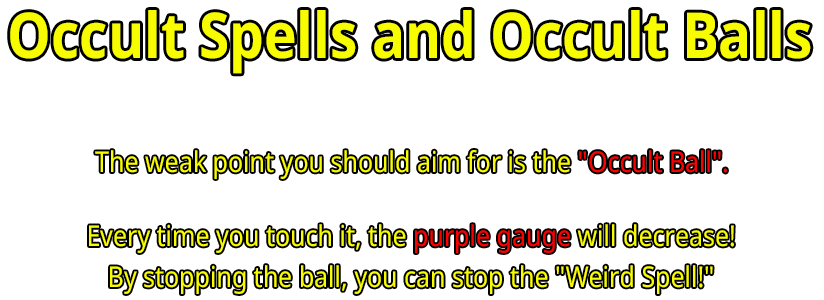 Occult Spells and Occult Balls
The weak point you should aim for is the "Occult Ball".
Every time you touch it, the purple gauge will decrease!
By stopping the ball, you can stop the "Weird Spell!"